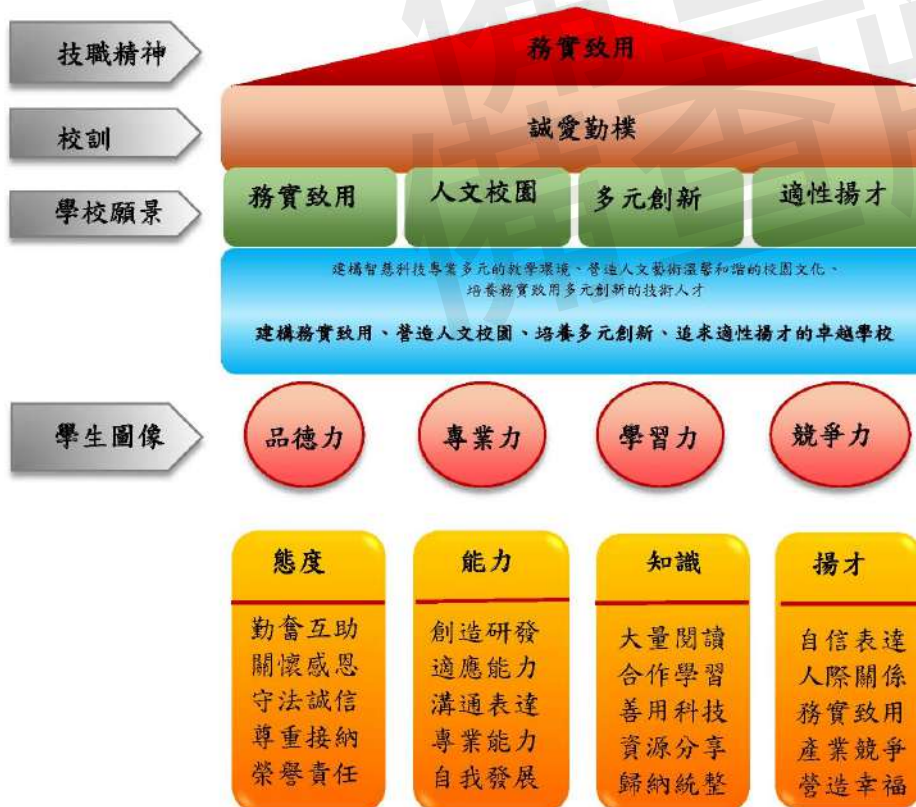 技職精神
務實致用
校訓
誠愛勤樸
學校願景
務實致用
人文校園
多元創新
適性揚才
建構智慧科技專業多元的教學環境、營造人文藝術溫馨和諧的校園文化、
培養務實致用多元創新的技術人才
建構務實致用、營造人文校園、培養多元創新、追求適性揚才的卓越學校
學生圖像
品德力
專業力
學習力
競爭力
態度
勤奮互助
關懷感恩
守法誠信
尊重接納
榮譽責任
能力
創造研發
適應能力
溝通表達
專業能力
自我發展
知識
大量閱讀
合作學習
善用科技
資源分享
歸納統整
揚才
自信表達
人際關係
務實致用
產業競爭
營造幸福